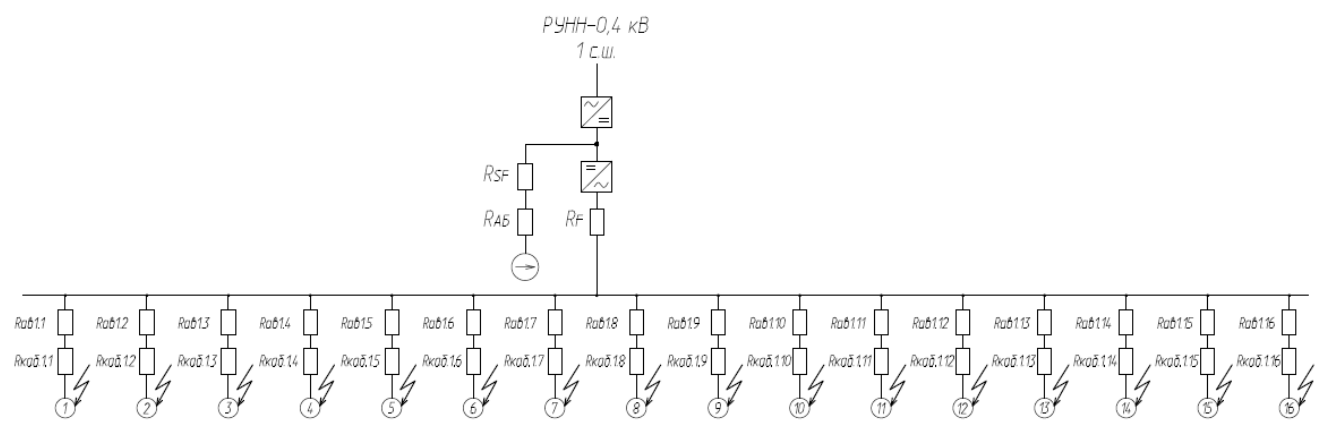 РУНН-0,4 кВ
1 с.ш.
RSF
RАБ
RF
Rав1.1
Rав1.2
Rав1.3
Rав1.4
Rав1.5
Rав1.6
Rав1.7
Rав1.8
Rав1.9
Rав1.10
Rав1.11
Rав1.12
Rав1.13
Rав1.14
Rав1.15
Rав1.16
Rкаб.1.1
Rкаб.1.2
Rкаб.1.3
Rкаб.1.4
Rкаб.1.5
Rкаб.1.6
Rкаб.1.7
Rкаб.1.8
Rкаб.1.9
Rкаб.1.10
Rкаб.1.11
Rкаб.1.12
Rкаб.1.13
Rкаб.1.14
Rкаб.1.15
Rкаб.1.16
1
2
3
4
5
6
7
8
9
10
11
12
13
14
15
16